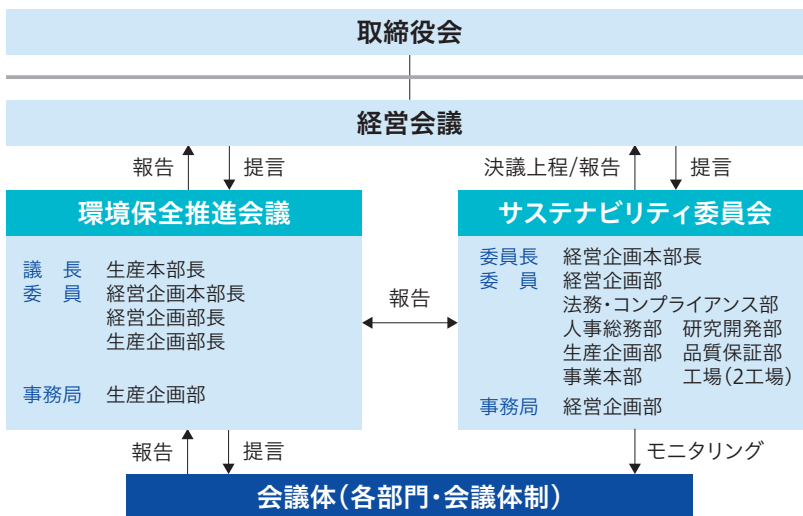 取締役会
経営会議
報告
提言
決議上程/報告
提言
環境保全推進会議
議　長　生産本部長
委　員　経営企画本部長
経営企画部長
生産企画部長
事務局　生産企画部
報告
サステナビリティ委員会
委員長　経営企画本部長
委　員　経営企画部
法務・コンプライアンス部
人事総務部　研究開発部
生産企画部　品質保証部
事業本部　工場（2工場）
事務局　経営企画部
報告
提言
モニタリング
会議体（各部門・会議体制）